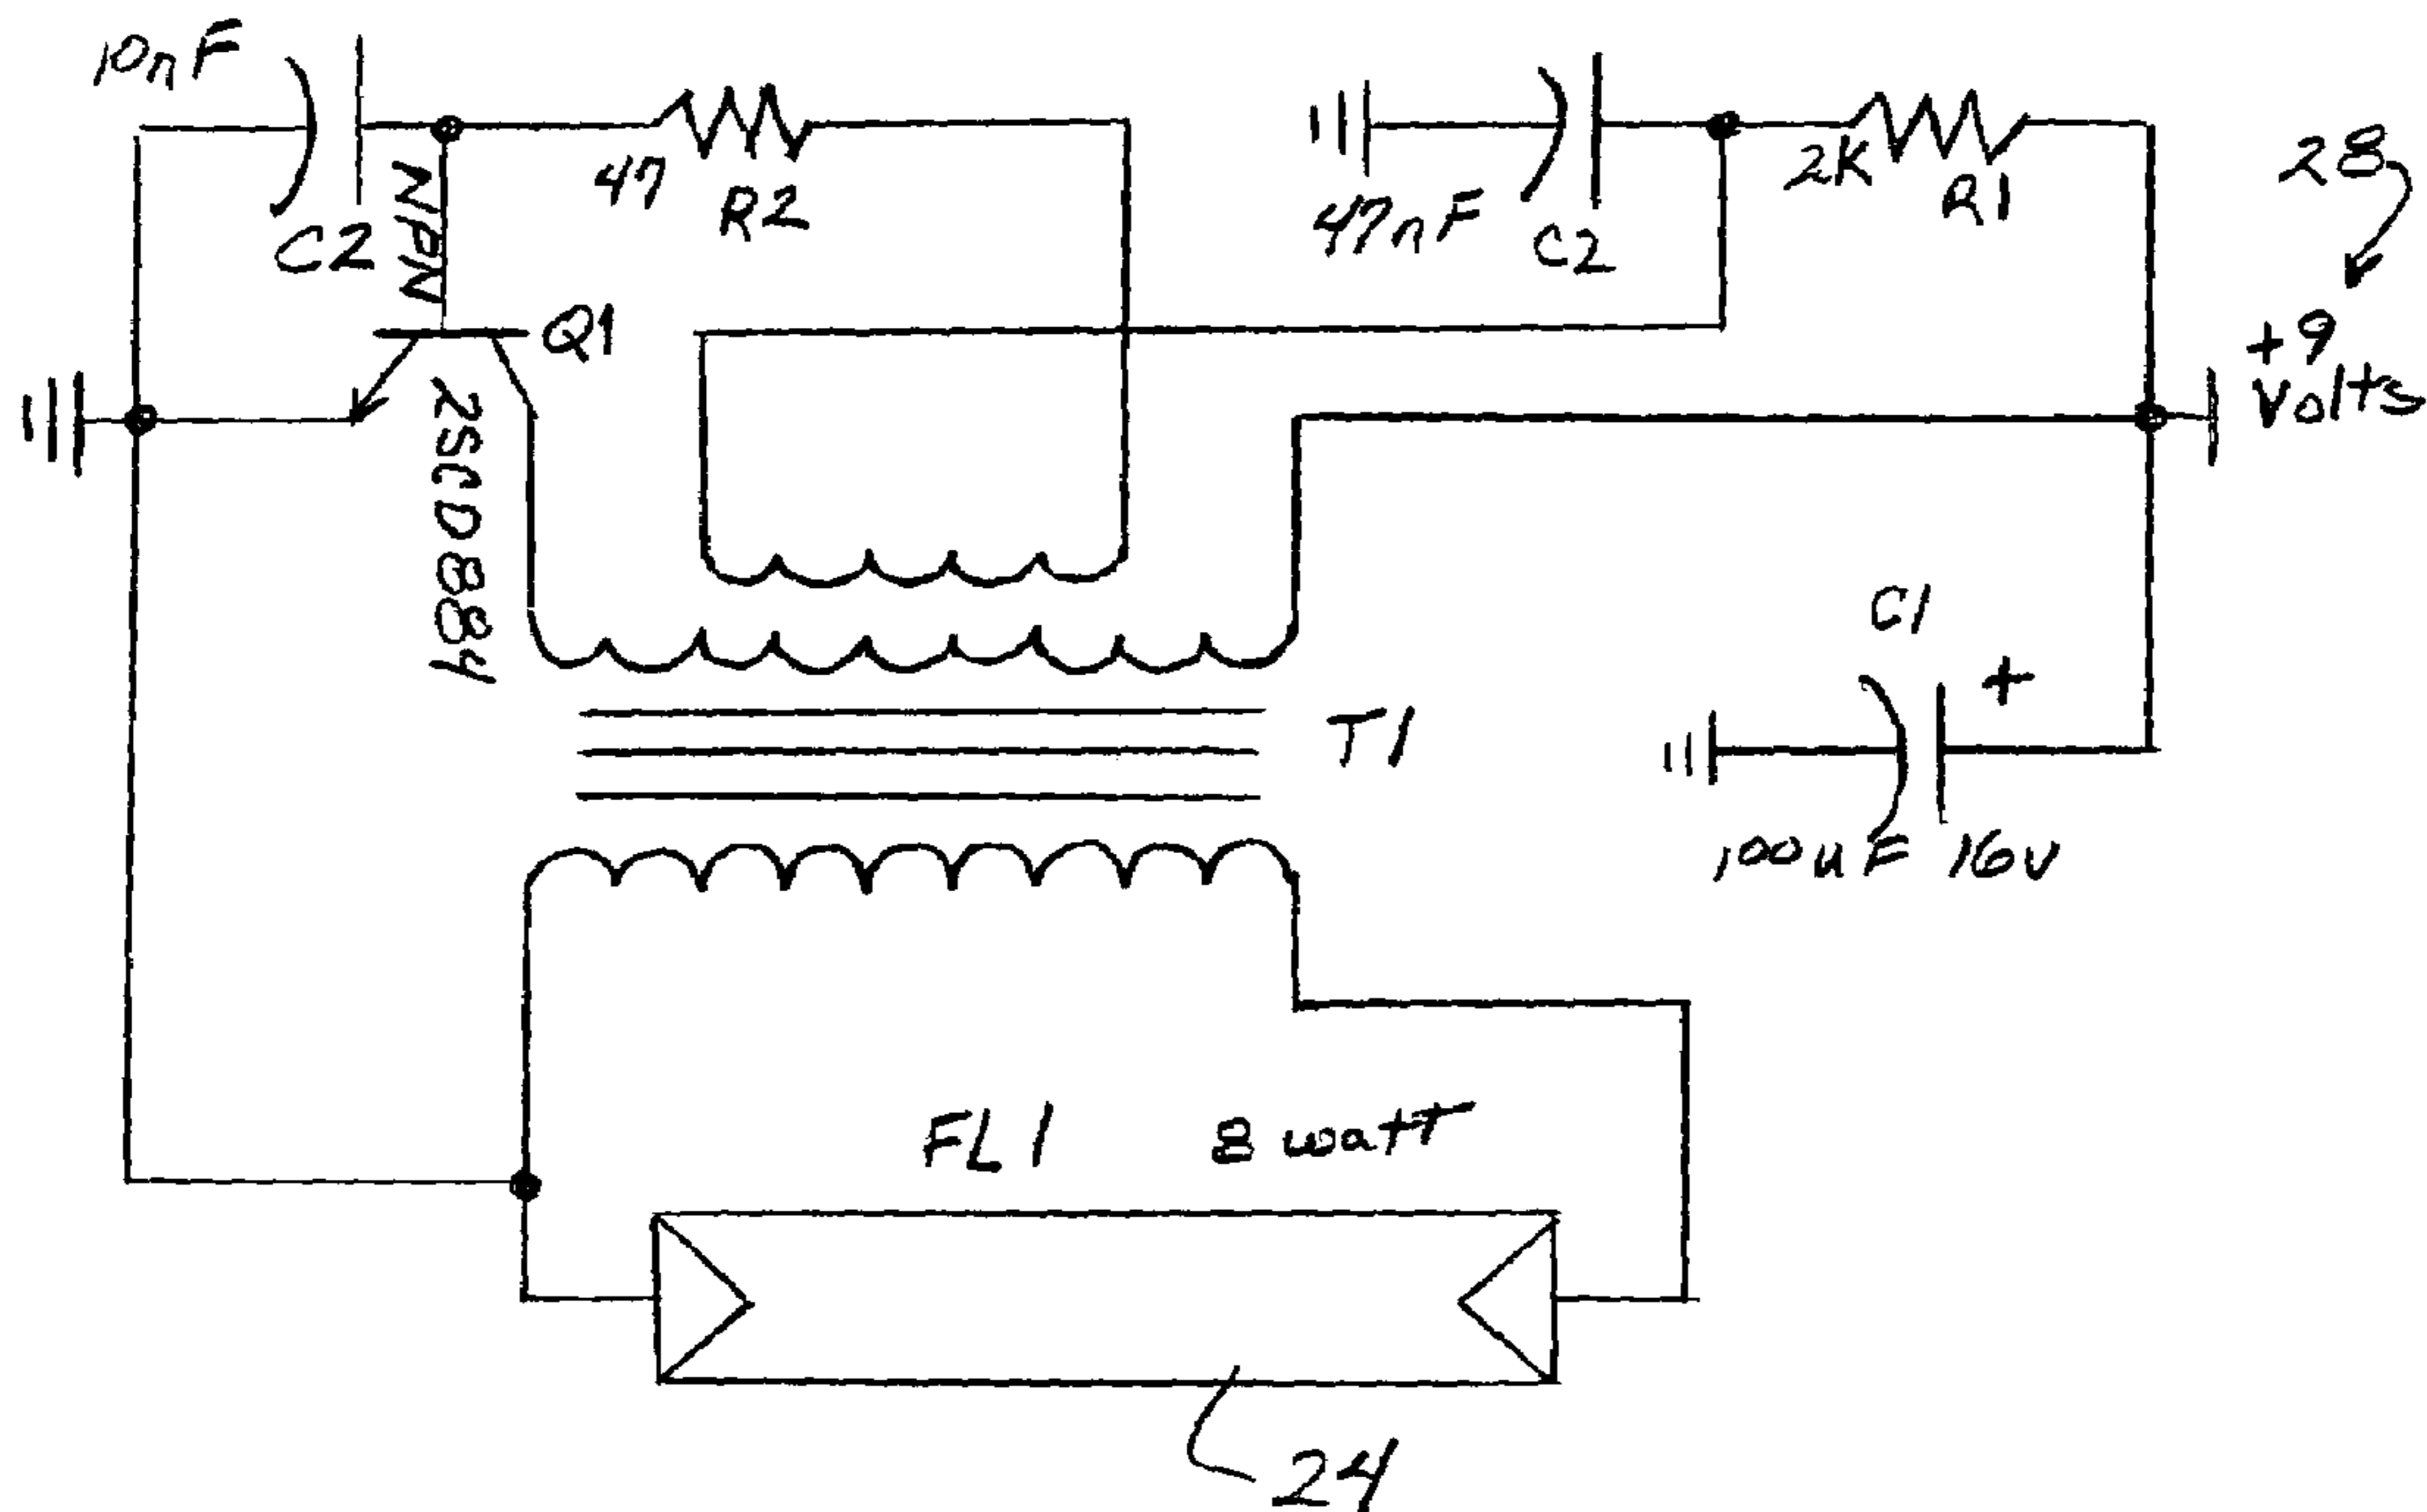 10nF
C2
NPN
47
R2
47nF
C2
2K
R1
28
+9
Volts
Q1
2SCD884
C1
+
T1
100uF 16v
FL1 8 watt
24